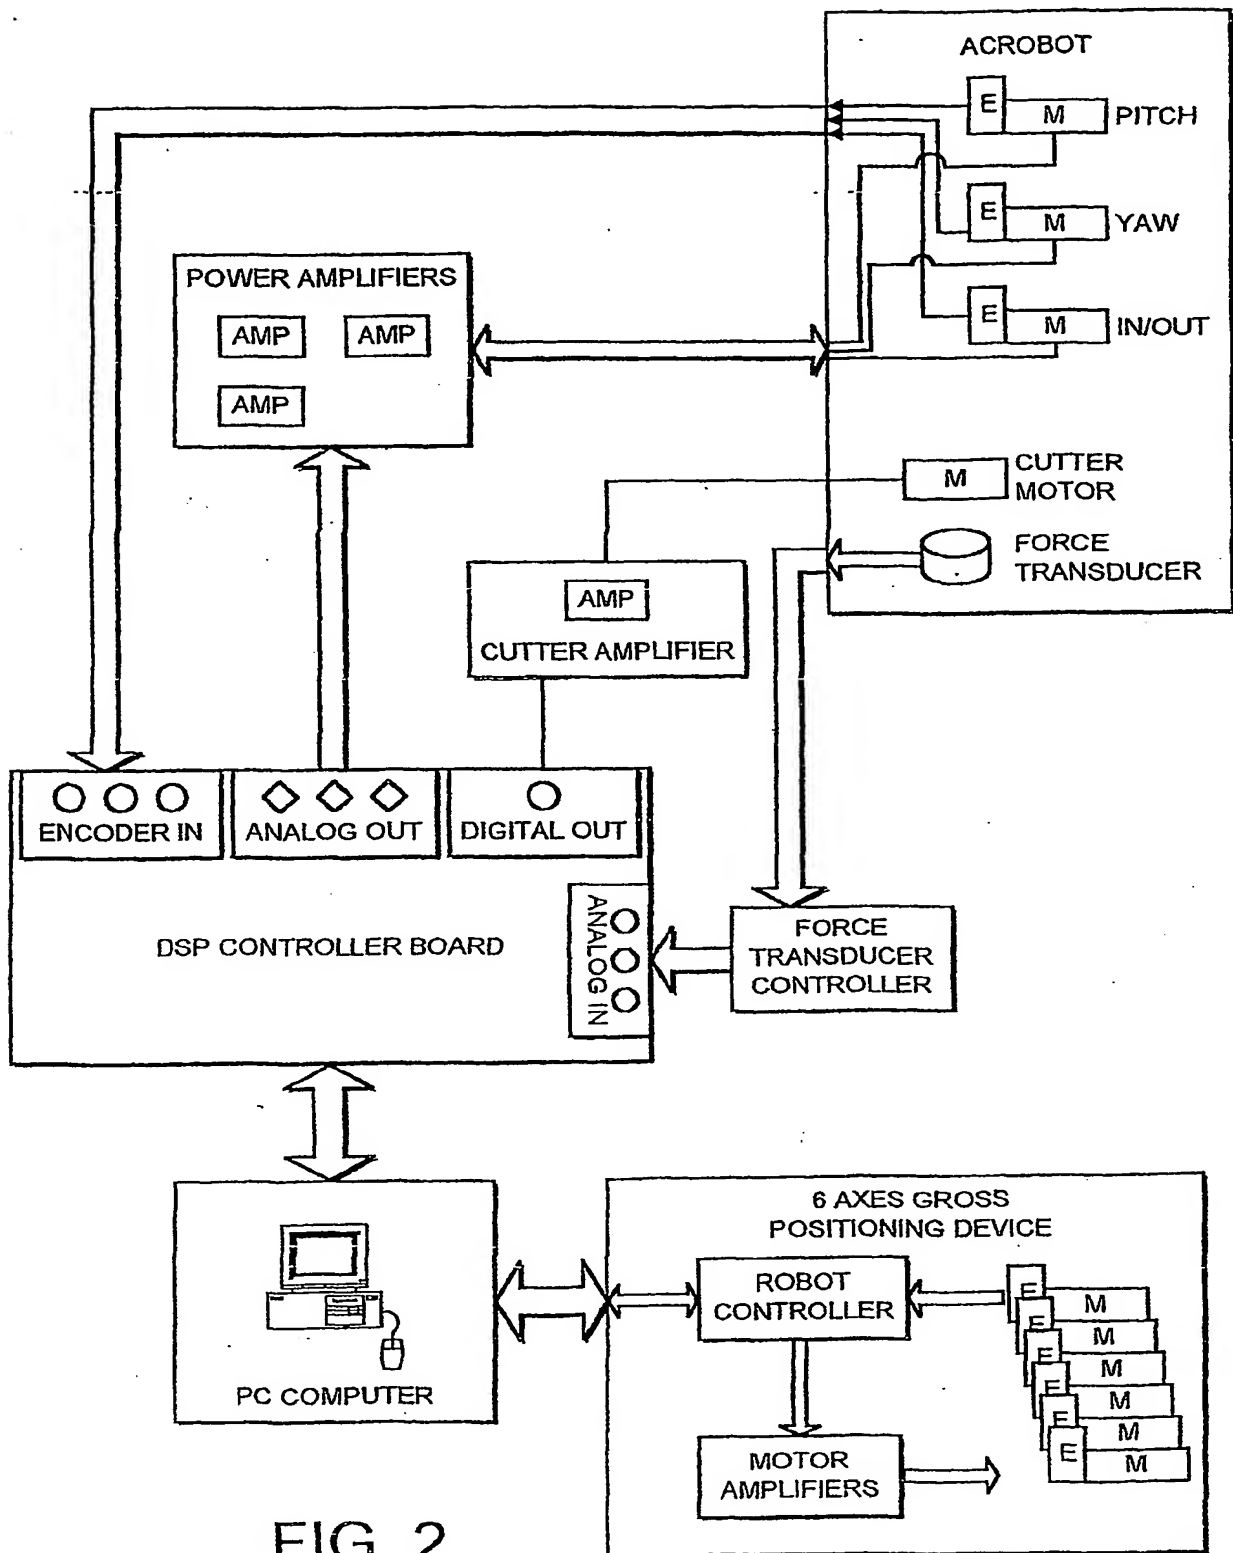 ACROBOT
E
M
PITCH
E
M
YAW
E
M
IN/OUT
POWER AMPLIFIERS
AMP
AMP
AMP
M
CUTTER
MOTOR
FORCE
TRANSDUCER
AMP
CUTTER AMPLIFIER
ENCODER IN
ANALOG OUT
DIGITAL OUT
ANALOG IN
DSP CONTROLLER BOARD
FORCE
TRANSDUCER
CONTROLLER
PC COMPUTER
6 AXES GROSS
POSITIONING DEVICE
ROBOT
CONTROLLER
E
M
E
M
E
M
E
M
E
M
E
M
MOTOR
AMPLIFIERS
FIG. 2